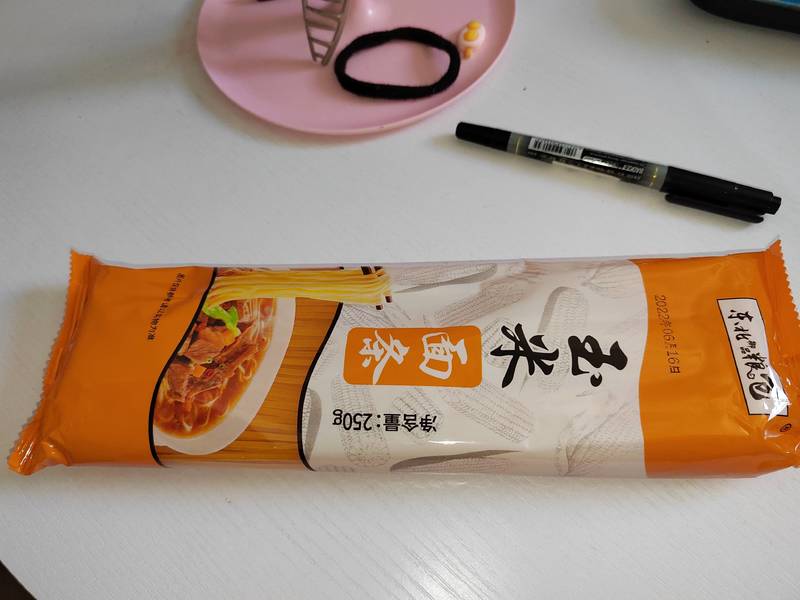 东北
粮仓
®
2022年06月16日
玉米
面条
净含量:250g